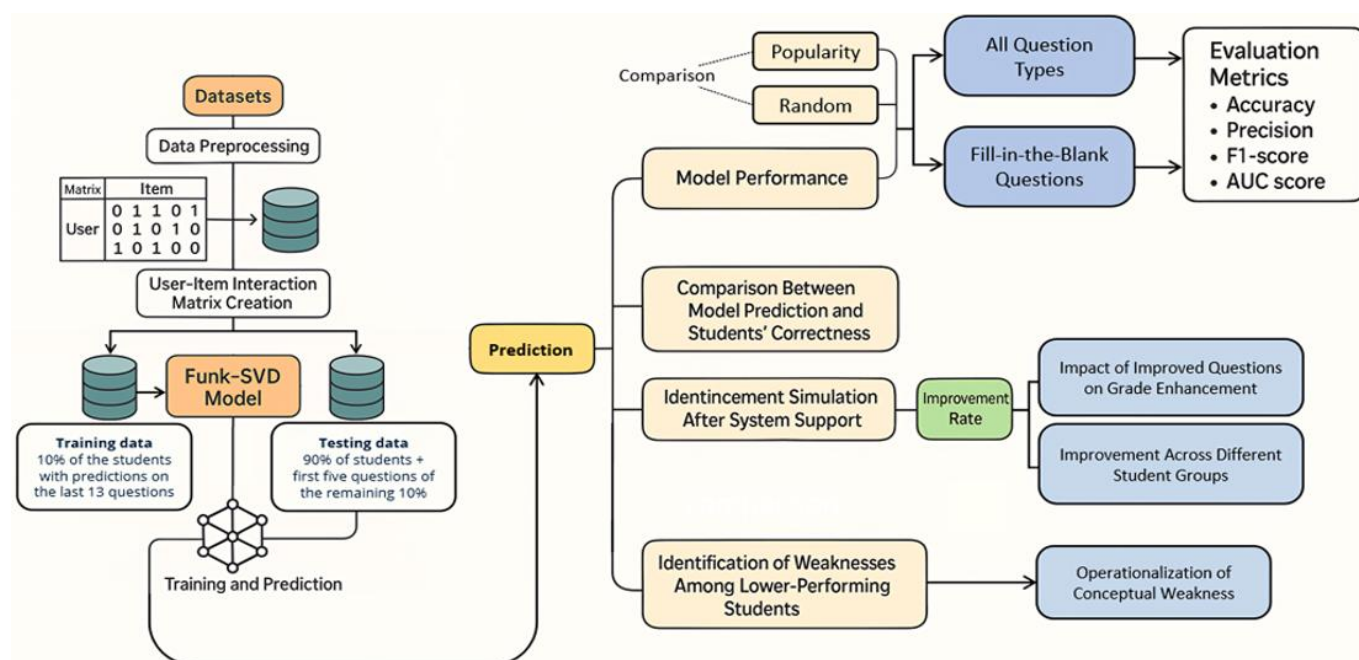 Datasets
Data Preprocessing
Matrix Item
User
0 1 1 0 1
0 1 0 1 0
1 0 1 0 0
User-Item Interaction
Matrix Creation
Funk-SVD
Model
Training data
10% of the students
with predictions on
the last 13 questions
Testing data
90% of students +
first five questions of
the remaining 10%
Training and Prediction
Prediction
Comparison
Popularity
Random
Model Performance
All Question
Types
Fill-in-the-Blank
Questions
Evaluation
Metrics
• Accuracy
• Precision
• F1-score
• AUC score
Comparison Between
Model Prediction and
Students' Correctness
Identincement Simulation
After System Support
Improvement
Rate
Impact of Improved Questions
on Grade Enhancement
Improvement Across Different
Student Groups
Identification of Weaknesses
Among Lower-Performing
Students
Operationalization of
Conceptual Weakness